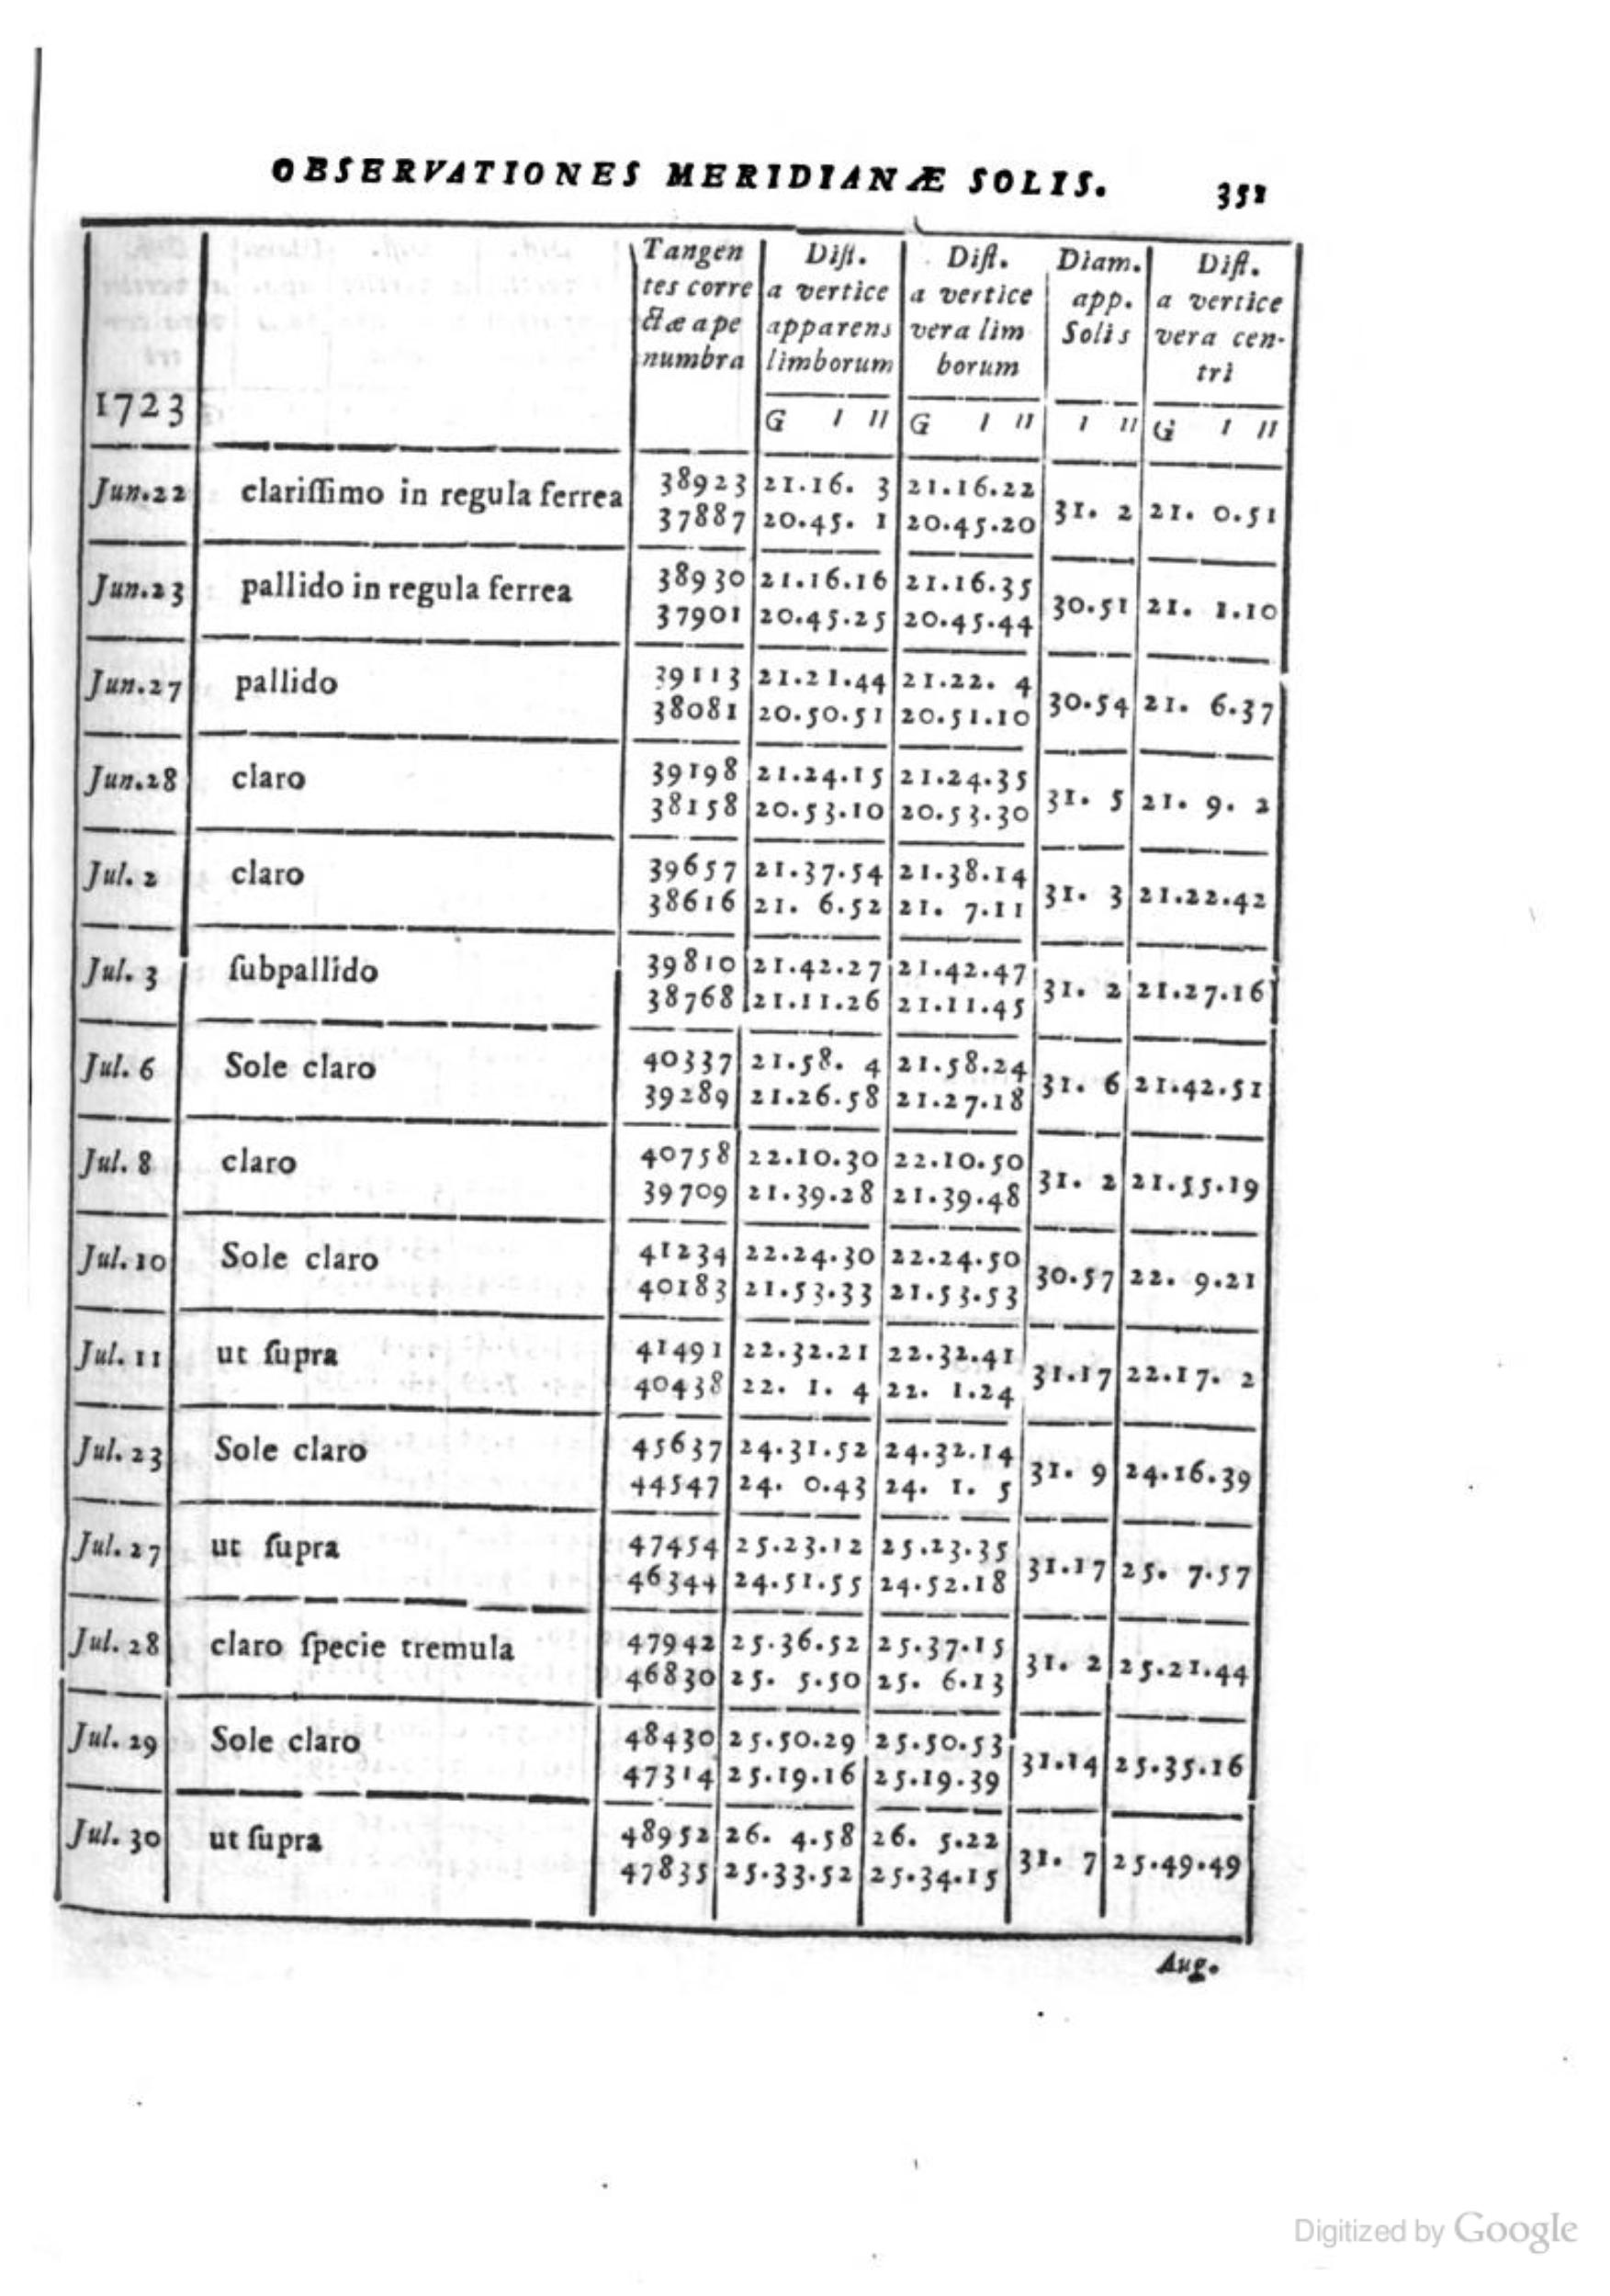 OBSERVATIONES MERIDIANÆ SOLIS. 351
Tangen Diſt. Diſt. Diam. Diſt.
tes corre a vertice a vertice app. a vertice
ctæ a pe apparens vera lim Solis vera cen-
numbra limborum borum tri
1723 G I II G I II I II G I II
Jun.22 clariſſimo in regula ferrea 38923 21.16. 3 21.16.22 31. 2 21. 0.51
37887 20.45. 1 20.45.20
Jun.23 pallido in regula ferrea 38930 21.16.16 21.16.35 30.51 21. 1.10
37901 20.45.25 20.45.44
Jun.27 pallido 39113 21.21.44 21.22. 4 30.54 21. 6.37
38081 20.50.51 20.51.10
Jun.28 claro 39198 21.24.15 21.24.35 31. 5 21. 9. 2
38158 20.53.10 20.53.30
Jul. 2 claro 39657 21.37.54 21.38.14 31. 3 21.22.42
38616 21. 6.52 21. 7.11
Jul. 3 ſubpallido 39810 21.42.27 21.42.47 31. 2 21.27.16
38768 21.11.26 21.11.45
Jul. 6 Sole claro 40337 21.58. 4 21.58.24 31. 6 21.42.51
39289 21.26.58 21.27.18
Jul. 8 claro 40758 22.10.30 22.10.50 31. 2 21.55.19
39709 21.39.28 21.39.48
Jul. 10 Sole claro 41234 22.24.30 22.24.50 30.57 22. 9.21
40183 21.53.33 21.53.53
Jul. 11 ut ſupra 41491 22.32.21 22.32.41 31.17 22.17. 2
40438 22. 1. 4 22. 1.24
Jul. 23 Sole claro 45637 24.31.52 24.32.14 31. 9 24.16.39
44547 24. 0.43 24. 1. 5
Jul. 27 ut ſupra 47454 25.23.12 25.23.35 31.17 25. 7.57
46344 24.51.55 24.52.18
Jul. 28 claro ſpecie tremula 47942 25.36.52 25.37.15 31. 2 25.21.44
46830 25. 5.50 25. 6.13
Jul. 29 Sole claro 48430 25.50.29 25.50.53 31.14 25.35.16
47314 25.19.16 25.19.39
Jul. 30 ut ſupra 48952 26. 4.58 26. 5.22 31. 7 25.49.49
47835 25.33.52 25.34.15
Aug.
Digitized by Google